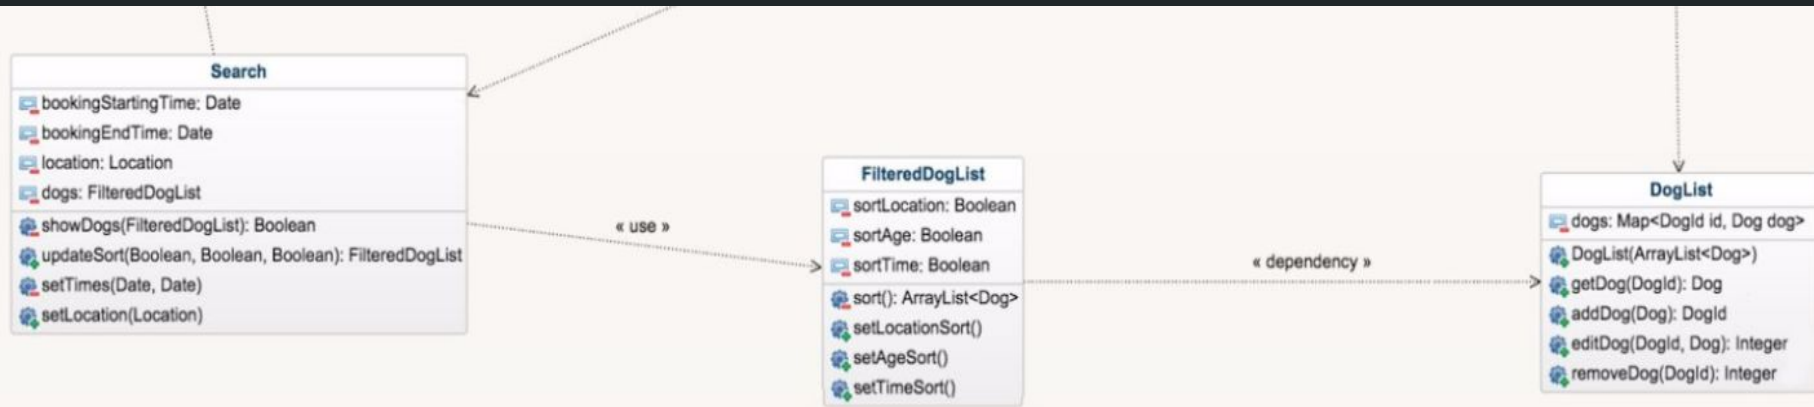 Search
bookingStartingTime: Date
bookingEndTime: Date
location: Location
dogs: FilteredDogList
showDogs(FilteredDogList): Boolean
updateSort(Boolean, Boolean, Boolean): FilteredDogList
setTimes(Date, Date)
setLocation(Location)
« use »
FilteredDogList
sortLocation: Boolean
sortAge: Boolean
sortTime: Boolean
sort(): ArrayList<Dog>
setLocationSort()
setAgeSort()
setTimeSort()
« dependency »
DogList
dogs: Map<DogId id, Dog dog>
DogList(ArrayList<Dog>)
getDog(DogId): Dog
addDog(Dog): DogId
editDog(DogId, Dog): Integer
removeDog(DogId): Integer